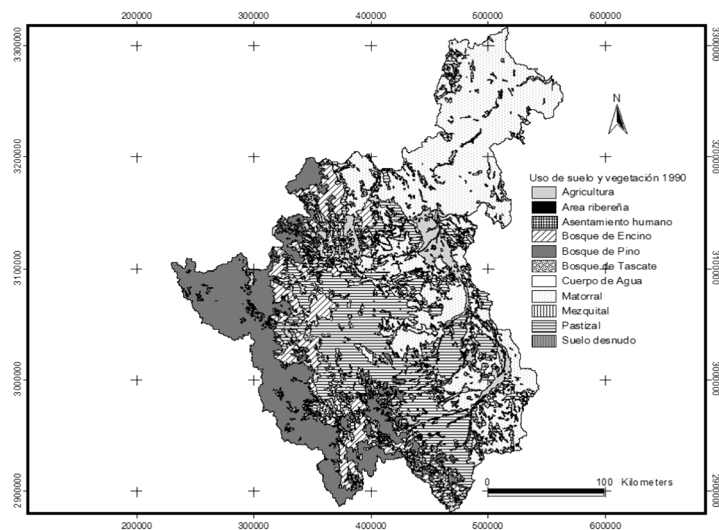 200000 300000 400000 500000 600000
3300000 3300000
N
3200000 3200000
Uso de suelo y vegetación 1990
Agricultura
Area ribereña
Asentamiento humano
Bosque de Encino
Bosque de Pino
Bosque de Tascate
Cuerpo de Agua
Matorral
Mezquital
Pastizal
Suelo desnudo
3100000 3100000
3000000 3000000
0 100 Kilometers
2900000 2900000
200000 300000 400000 500000 600000